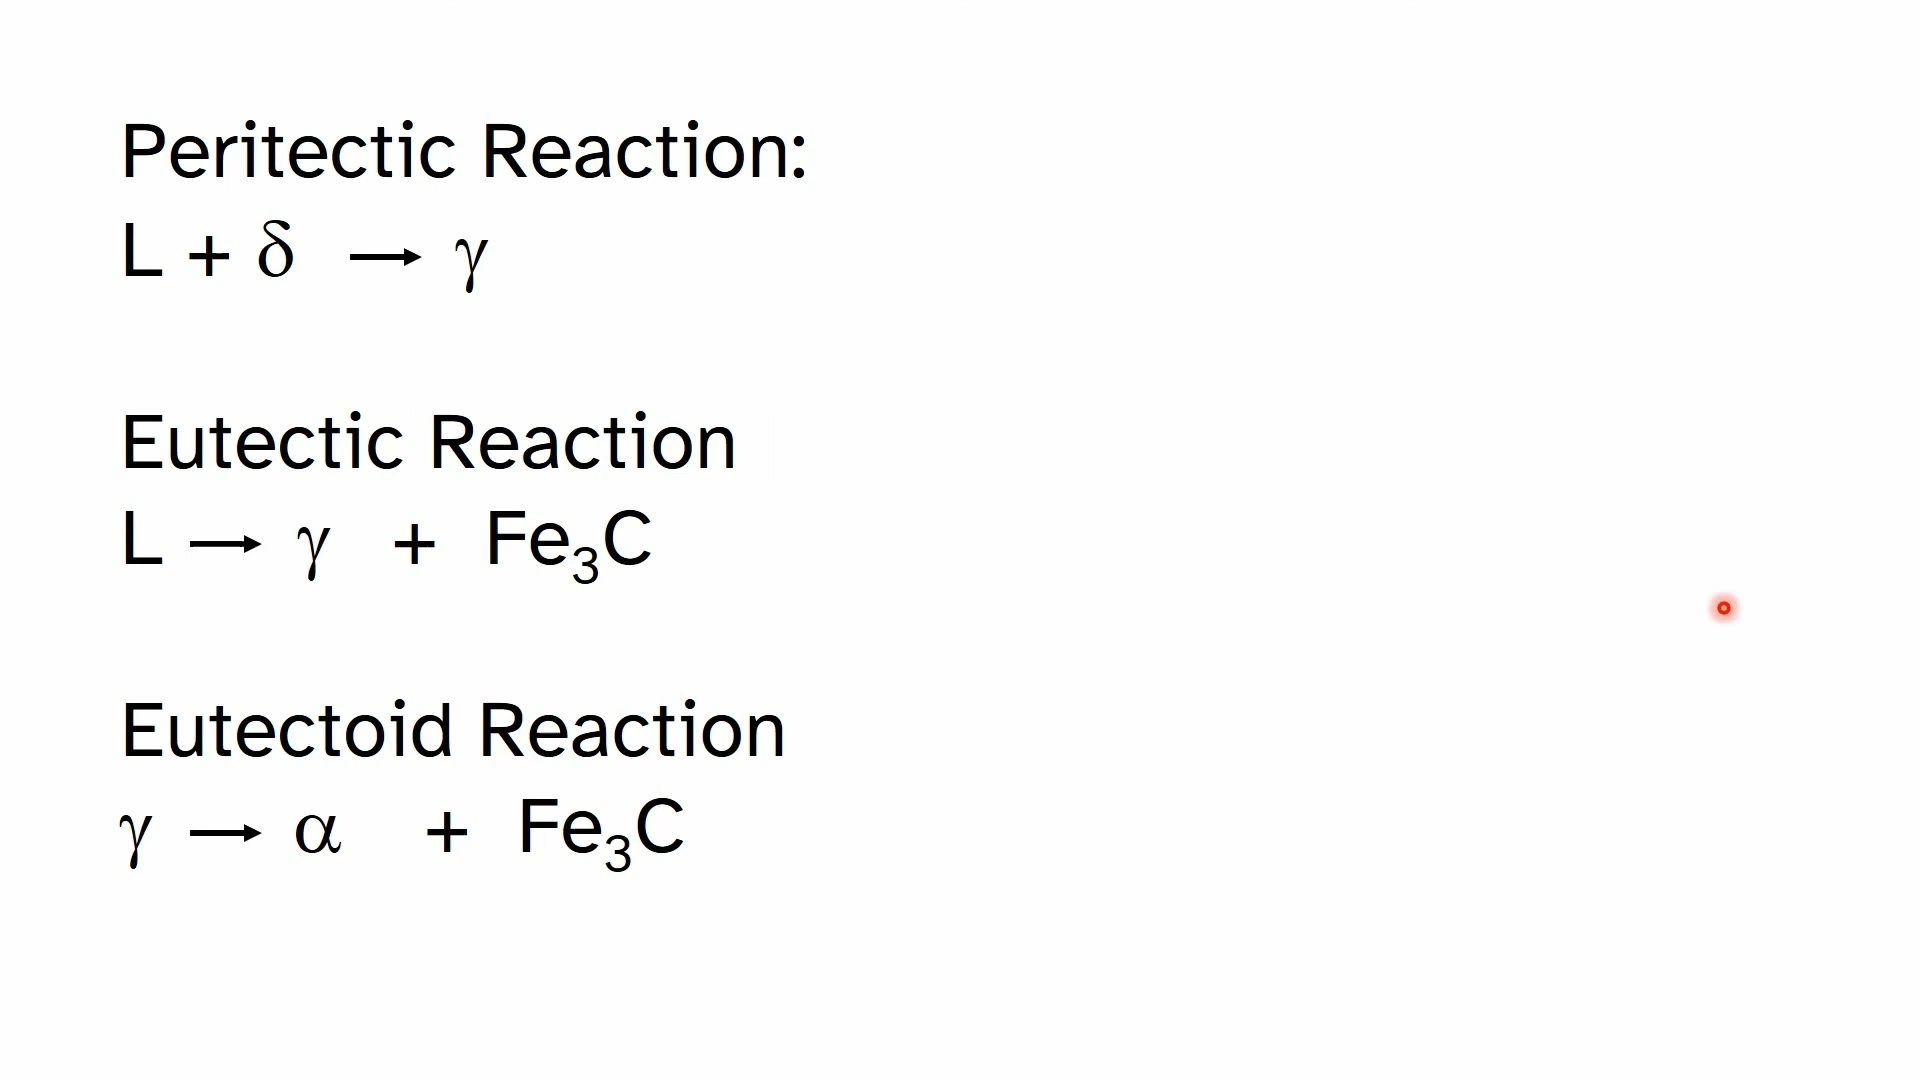 Peritectic Reaction:
L + δ → γ
Eutectic Reaction
L → γ + Fe₃C
Eutectoid Reaction
γ → α + Fe₃C